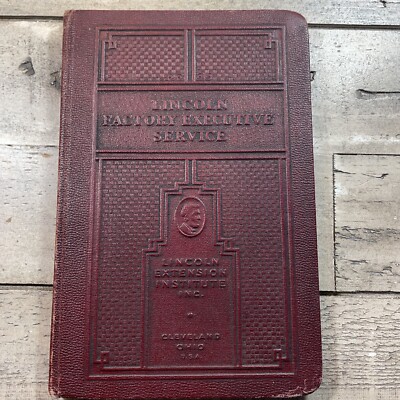 LINCOLN
FACTORY EXECUTIVE
SERVICE
LINCOLN
EXTENSION
INSTITUTE
INC.
CLEVELAND
OHIO
U.S.A.